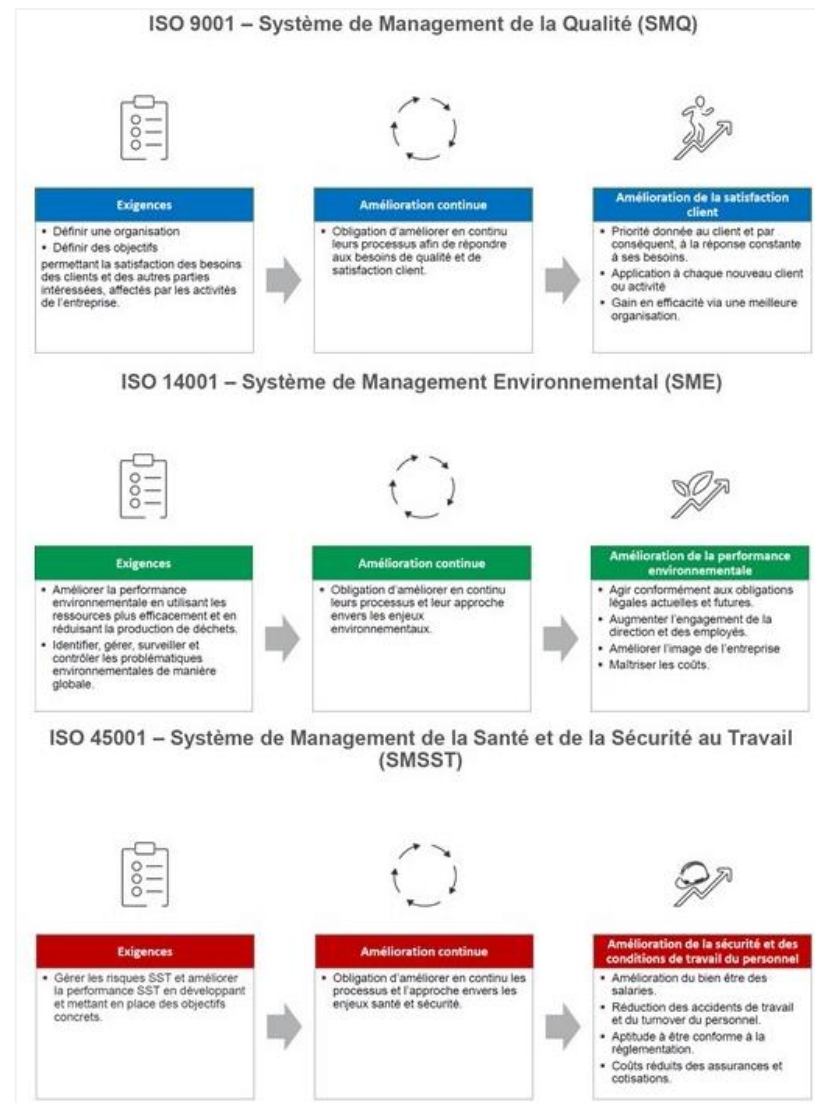 ISO 9001 – Système de Management de la Qualité (SMQ)
Exigences
▪ Définir une organisation
▪ Définir des objectifs
permettant la satisfaction des besoins
des clients et des autres parties
intéressées, affectés par les activités
de l'entreprise.
Amélioration continue
▪ Obligation d'améliorer en continu
leurs processus afin de répondre
aux besoins de qualité et de
satisfaction client.
Amélioration de la satisfaction
client
▪ Priorité donnée au client et par
conséquent, à la réponse constante
à ses besoins.
▪ Application à chaque nouveau client
ou activité
▪ Gain en efficacité via une meilleure
organisation.
ISO 14001 – Système de Management Environnemental (SME)
Exigences
▪ Améliorer la performance
environnementale en utilisant les
ressources plus efficacement et en
réduisant la production de déchets.
▪ Identifier, gérer, surveiller et
contrôler les problématiques
environnementales de manière
globale.
Amélioration continue
▪ Obligation d'améliorer en continu
leurs processus et leur approche
envers les enjeux
environnementaux.
Amélioration de la performance
environnementale
▪ Agir conformément aux obligations
légales actuelles et futures.
▪ Augmenter l'engagement de la
direction et des employés.
▪ Améliorer l'image de l'entreprise
▪ Maîtriser les coûts.
ISO 45001 – Système de Management de la Santé et de la Sécurité au Travail
(SMSST)
Exigences
▪ Gérer les risques SST et améliorer
la performance SST en développant
et mettant en place des objectifs
concrets.
Amélioration continue
▪ Obligation d'améliorer en continu les
processus et l'approche envers les
enjeux santé et sécurité.
Amélioration de la sécurité et des
conditions de travail du personnel
▪ Amélioration du bien être des
salaries.
▪ Réduction des accidents de travail
et du turnover du personnel.
▪ Aptitude à être conforme à la
réglementation.
▪ Coûts réduits des assurances et
cotisations.